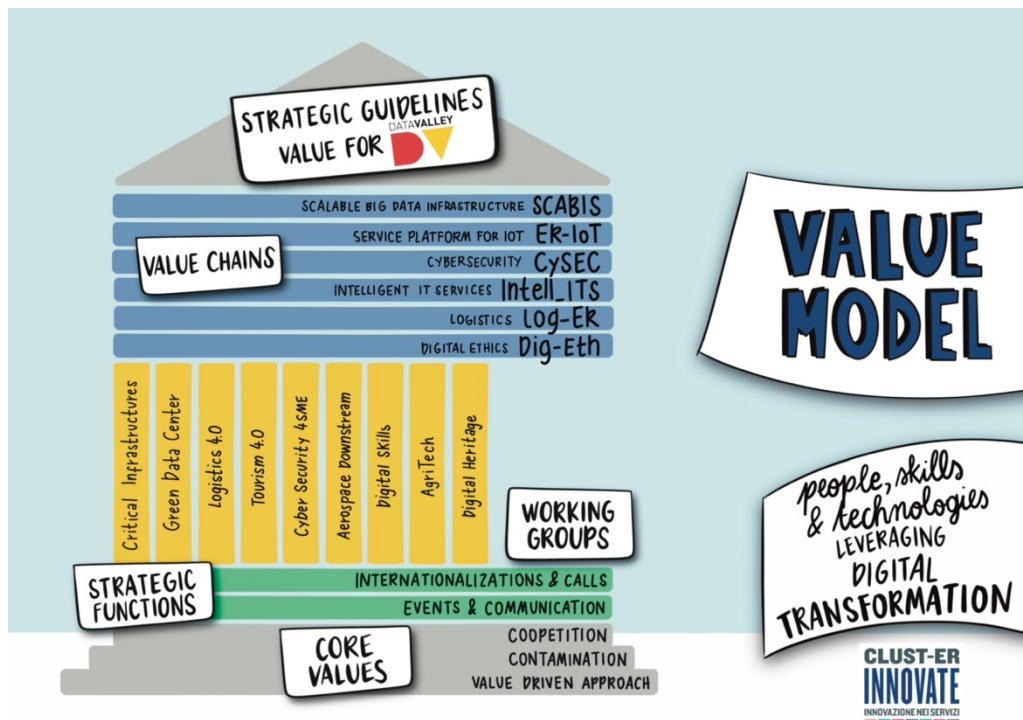 STRATEGIC GUIDELINES
VALUE FOR DATAVALLEY DV
VALUE CHAINS
SCALABLE BIG DATA INFRASTRUCTURE SCABIS
SERVICE PLATFORM FOR IOT ER-IoT
CYBERSECURITY CySEC
INTELLIGENT IT SERVICES Intell_ITS
LOGISTICS Log-ER
DIGITAL ETHICS Dig-Eth
Critical Infrastructures
Green Data Center
Logistics 4.0
Tourism 4.0
Cyber Security 4SME
Aerospace Downstream
Digital Skills
AgriTech
Digital Heritage
WORKING
GROUPS
STRATEGIC
FUNCTIONS
INTERNATIONALIZATIONS & CALLS
EVENTS & COMMUNICATION
CORE
VALUES
COOPETITION
CONTAMINATION
VALUE DRIVEN APPROACH
VALUE
MODEL
people, skills
& technologies
LEVERAGING
DIGITAL
TRANSFORMATION
CLUST-ER
INNOVATE
INNOVAZIONE NEI SERVIZI